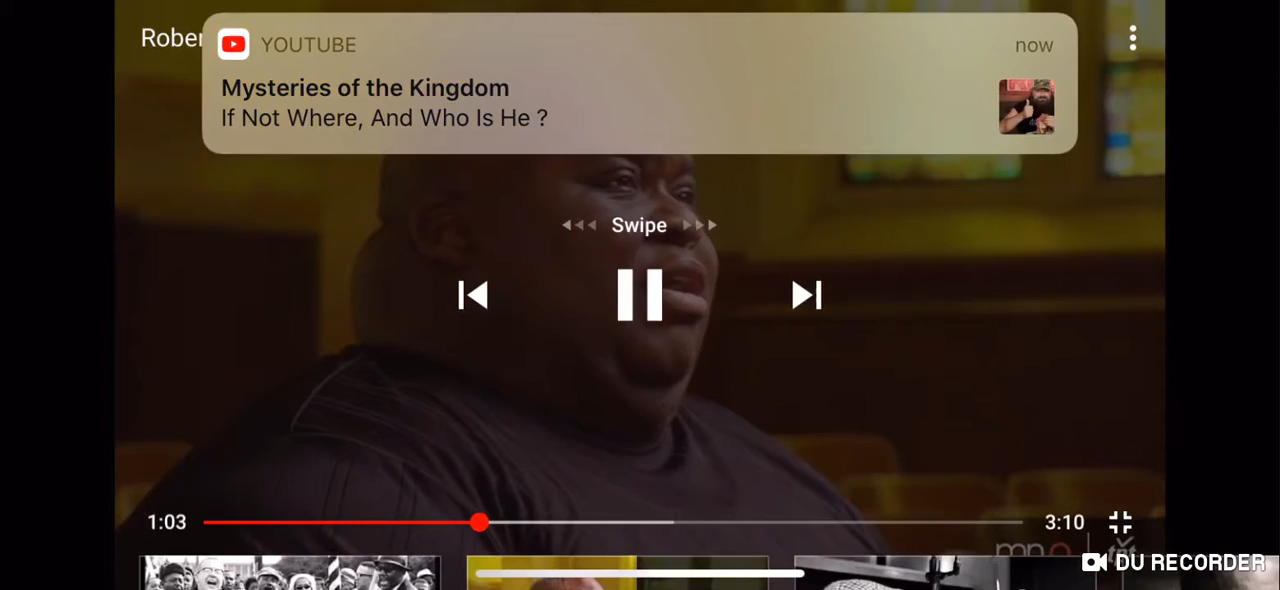 Rober
YOUTUBE
now
Mysteries of the Kingdom
If Not Where, And Who Is He ?
Swipe
1:03
3:10
DU RECORDER